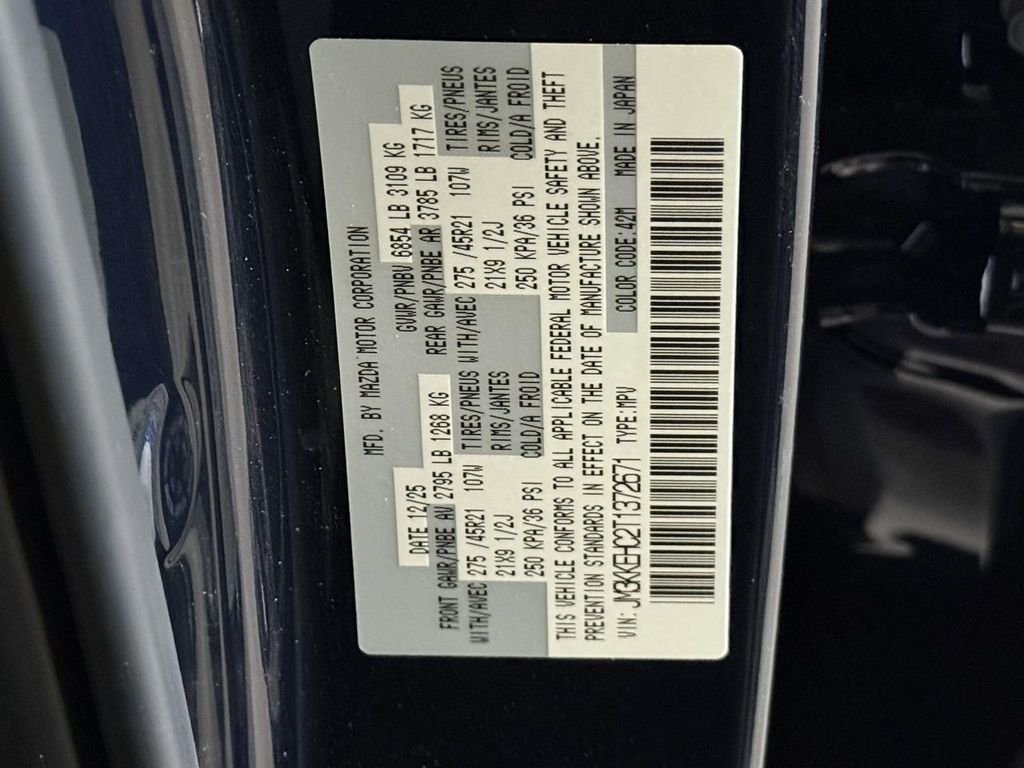 MFD. BY MAZDA MOTOR CORPORATION
DATE 12/25 GVWR/PNBV 6854 LB 3109 KG
FRONT GAWR/PNBE AV 2795 LB 1268 KG REAR GAWR/PNBE AR 3785 LB 1717 KG
WITH/AVEC 275 /45R21 107W TIRES/PNEUS WITH/AVEC 275 /45R21 107W TIRES/PNEUS
21X9 1/2J RIMS/JANTES 21X9 1/2J RIMS/JANTES
250 KPA/36 PSI COLD/A FROID 250 KPA/36 PSI COLD/A FROID
THIS VEHICLE CONFORMS TO ALL APPLICABLE FEDERAL MOTOR VEHICLE SAFETY AND THEFT
PREVENTION STANDARDS IN EFFECT ON THE DATE OF MANUFACTURE SHOWN ABOVE.
VIN: JM3KKEHC2T1372671 TYPE:MPV COLOR CODE:42M MADE IN JAPAN